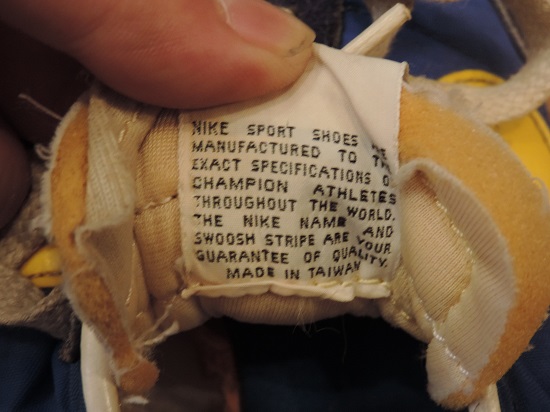 NIKE SPORT SHOES
MANUFACTURED TO
EXACT SPECIFICATIONS
CHAMPION ATHLETES
THROUGHOUT THE WORLD.
THE NIKE NAME AND
SWOOSH STRIPE ARE YOUR
GUARANTEE OF QUALITY.
MADE IN TAIWAN